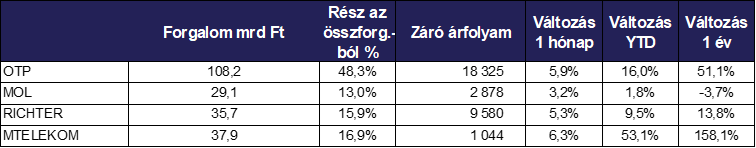 Forgalom mrd Ft Rész az összforg.-ból % Záró árfolyam Változás 1 hónap Változás YTD Változás 1 év
OTP 108,2 48,3% 18 325 5,9% 16,0% 51,1%
MOL 29,1 13,0% 2 878 3,2% 1,8% -3,7%
RICHTER 35,7 15,9% 9 580 5,3% 9,5% 13,8%
MTELEKOM 37,9 16,9% 1 044 6,3% 53,1% 158,1%